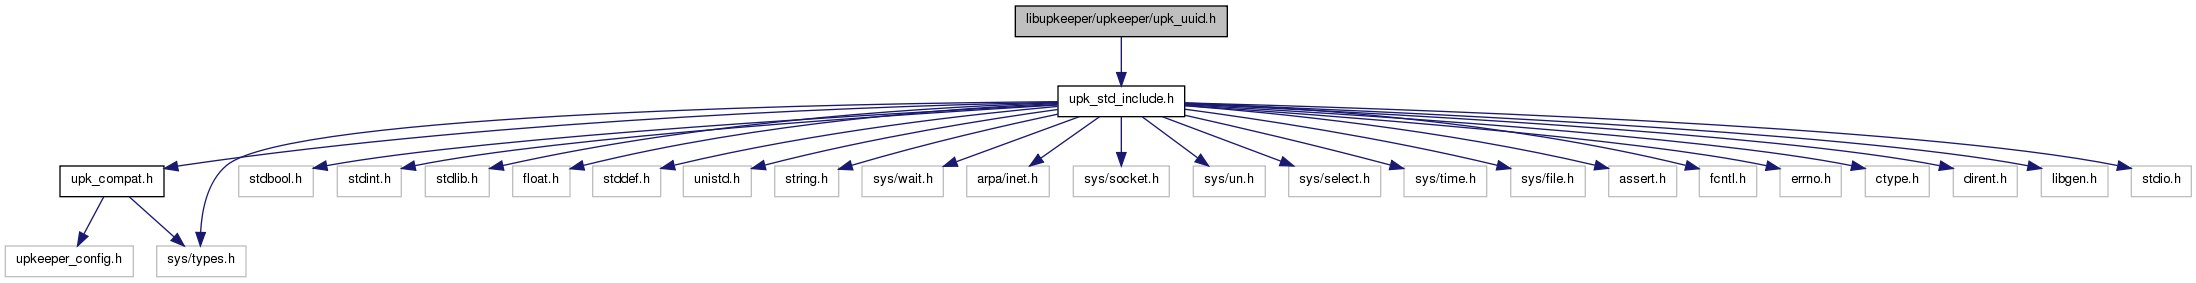 libupkeeper/upkeeper/upk_uuid.h
upk_std_include.h
upk_compat.h
stdbool.h
stdint.h
stdlib.h
float.h
stddef.h
unistd.h
string.h
sys/wait.h
arpa/inet.h
sys/socket.h
sys/un.h
sys/select.h
sys/time.h
sys/file.h
assert.h
fcntl.h
errno.h
ctype.h
dirent.h
libgen.h
stdio.h
upkeeper_config.h
sys/types.h